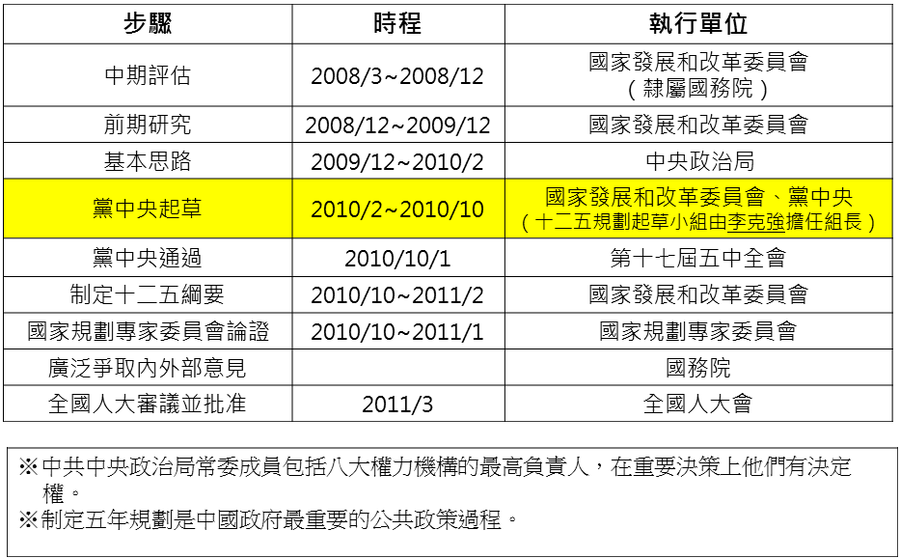 步驟 時程 執行單位
中期評估 2008/3~2008/12 國家發展和改革委員會
（隸屬國務院）
前期研究 2008/12~2009/12 國家發展和改革委員會
基本思路 2009/12~2010/2 中央政治局
黨中央起草 2010/2~2010/10 國家發展和改革委員會、黨中央
（十二五規劃起草小組由李克強擔任組長）
黨中央通過 2010/10/1 第十七屆五中全會
制定十二五綱要 2010/10~2011/2 國家發展和改革委員會
國家規劃專家委員會論證 2010/10~2011/1 國家規劃專家委員會
廣泛爭取內外部意見 國務院
全國人大審議並批准 2011/3 全國人大會
※中共中央政治局常委成員包括八大權力機構的最高負責人，在重要決策上他們有決定
權。
※制定五年規劃是中國政府最重要的公共政策過程。